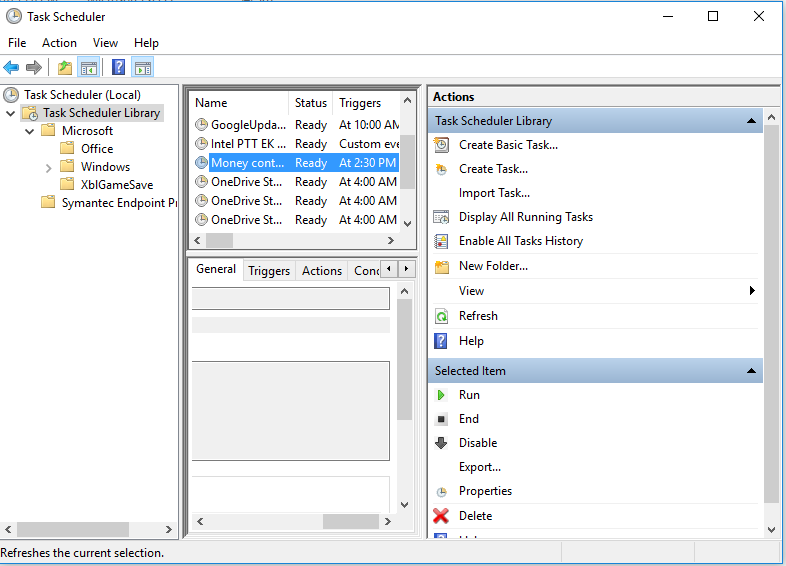 Task Scheduler
File Action View Help
Task Scheduler (Local)
Task Scheduler Library
Microsoft
Office
Windows
XblGameSave
Symantec Endpoint Pr
Name Status Triggers
GoogleUpda... Ready At 10:00 AM
Intel PTT EK ... Ready Custom eve
Money cont... Ready At 2:30 PM
OneDrive St... Ready At 4:00 AM
OneDrive St... Ready At 4:00 AM
OneDrive St... Ready At 4:00 AM
General Triggers Actions Con
Actions
Task Scheduler Library
Create Basic Task...
Create Task...
Import Task...
Display All Running Tasks
Enable All Tasks History
New Folder...
View
Refresh
Help
Selected Item
Run
End
Disable
Export...
Properties
Delete
Refreshes the current selection.